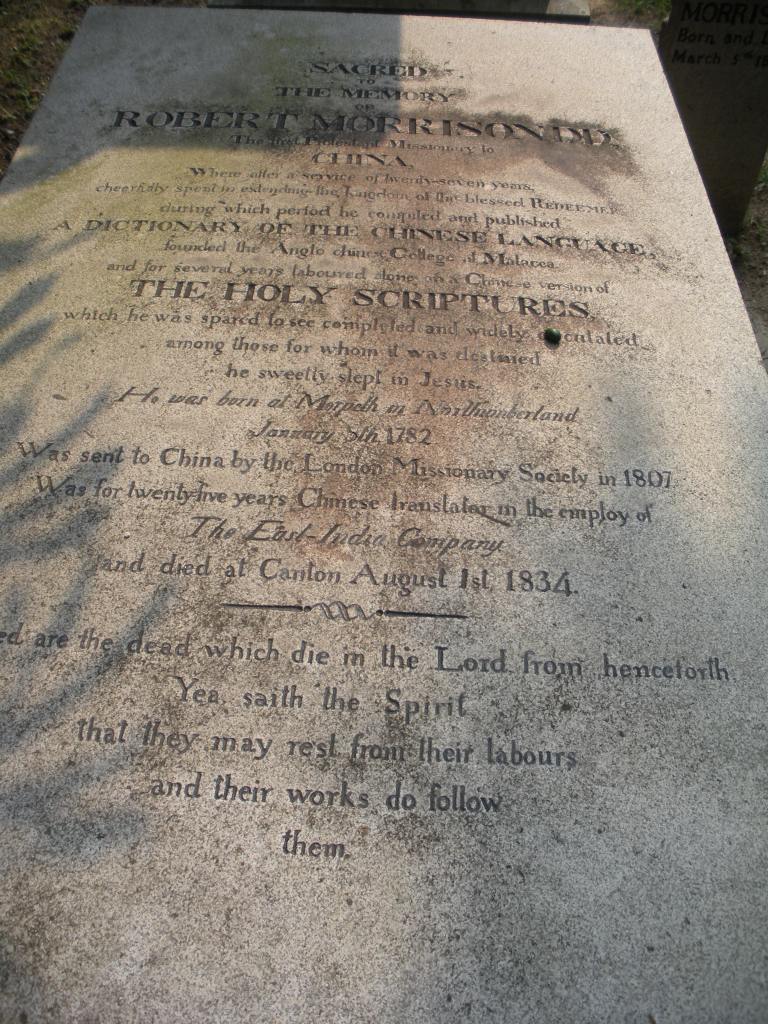 SACRED
TO
THE MEMORY
OF
ROBERT MORRISON DD.
The first Protestant Missionary to
CHINA,
Where after a service of twenty-seven years,
cheerfully spent in extending the kingdom of the blessed REDEEMER
during which period he compiled and published
A DICTIONARY OF THE CHINESE LANGUAGE,
founded the Anglo chinese College at Malacca
and for several years laboured alone on a Chinese version of
THE HOLY SCRIPTURES,
which he was spared to see completed and widely circulated
among those for whom it was destined
he sweetly slept in Jesus.
He was born at Morpeth in Northumberland
January 5th 1782
Was sent to China by the London Missionary Society in 1807
Was for twenty-five years Chinese translator in the employ of
The East-India Company
and died at Canton August 1st 1834.
ed are the dead which die in the Lord from henceforth
Yea saith the Spirit
that they may rest from their labours
and their works do follow
them.
MORRIS
Born and
March 5th 18